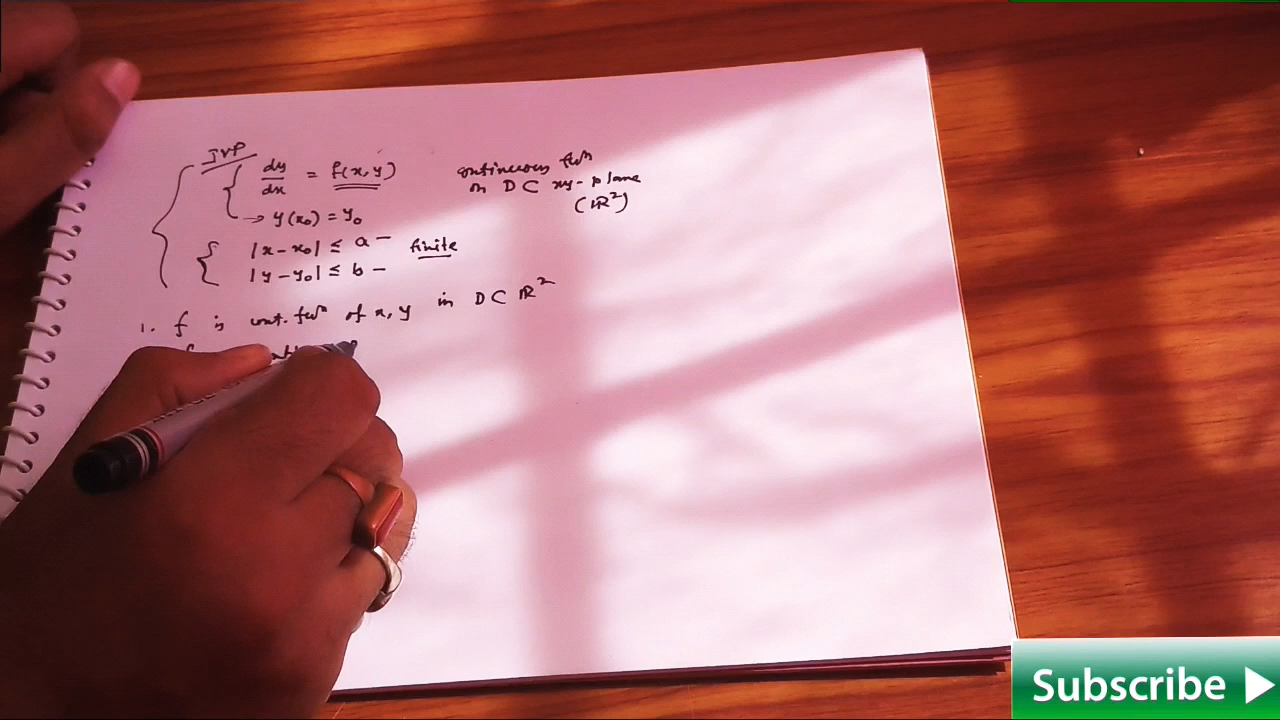 IVP
dy/dx = f(x, y)
continuous fun
on D ⊂ xy-plane
(ℝ²)
→ y(x₀) = y₀
|x - x₀| ≤ a - finite
|y - y₀| ≤ b -
1. f is cont. fun of x, y in D ⊂ ℝ²
Subscribe